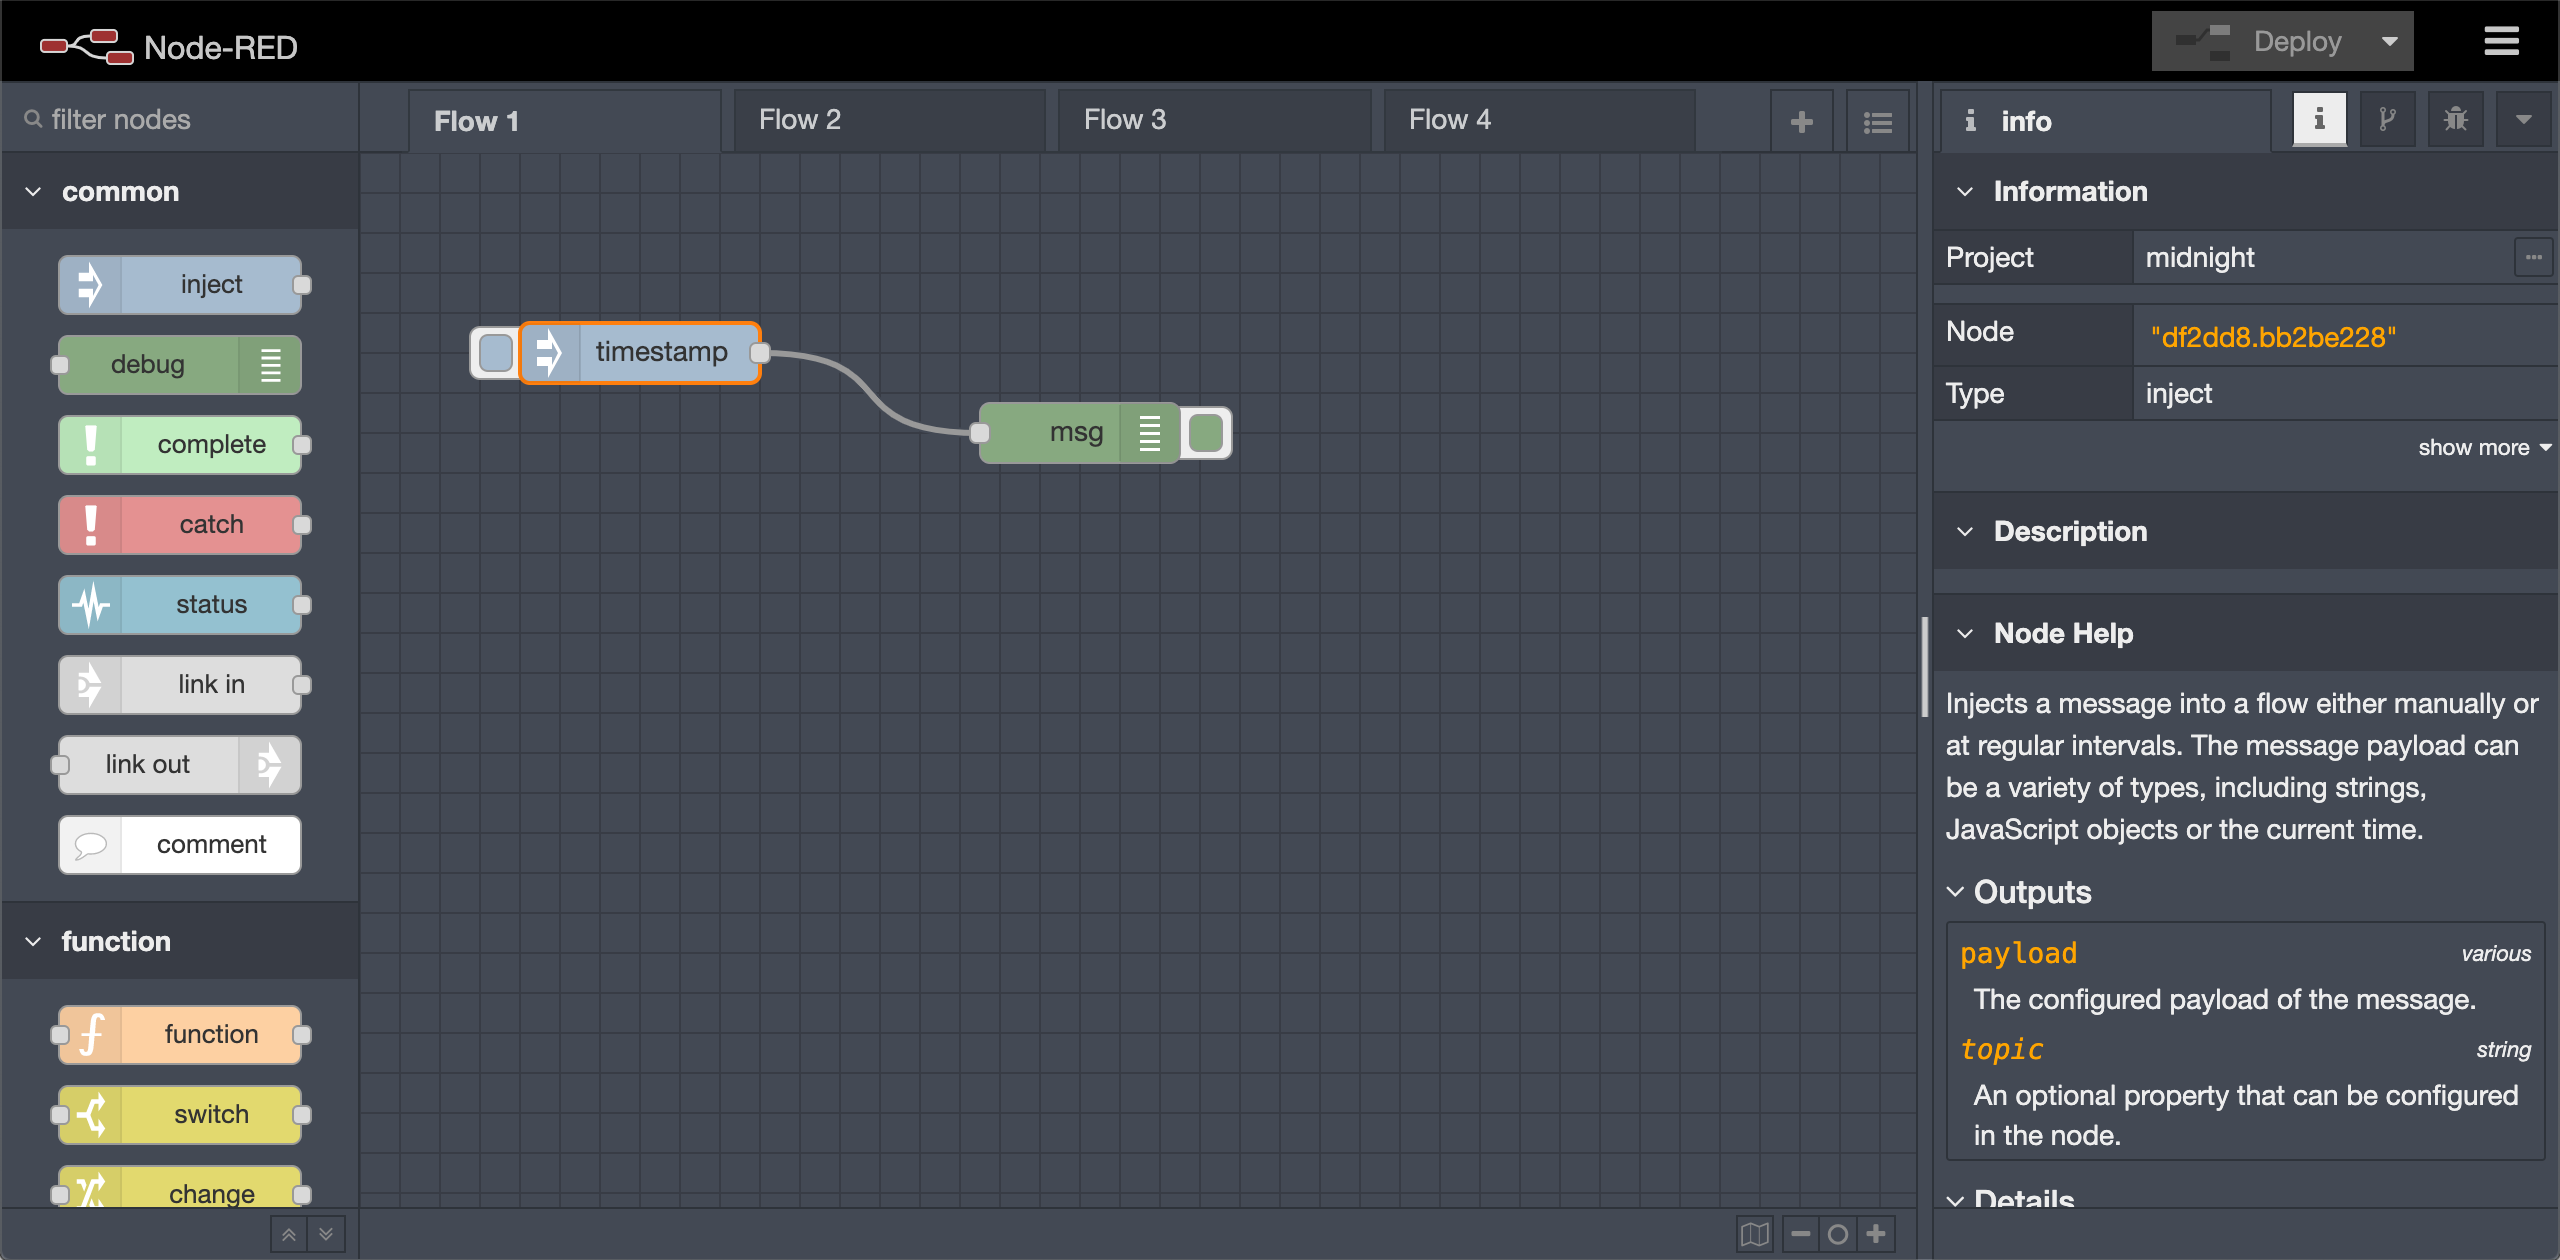 Node-RED
Deploy
filter nodes
common
inject
debug
complete
catch
status
link in
link out
comment
function
function
switch
change
Flow 1
Flow 2
Flow 3
Flow 4
timestamp
msg
info
Information
Project midnight
Node "df2dd8.bb2be228"
Type inject
show more
Description
Node Help
Injects a message into a flow either manually or
at regular intervals. The message payload can
be a variety of types, including strings,
JavaScript objects or the current time.
Outputs
payload various
The configured payload of the message.
topic string
An optional property that can be configured
in the node.
Details